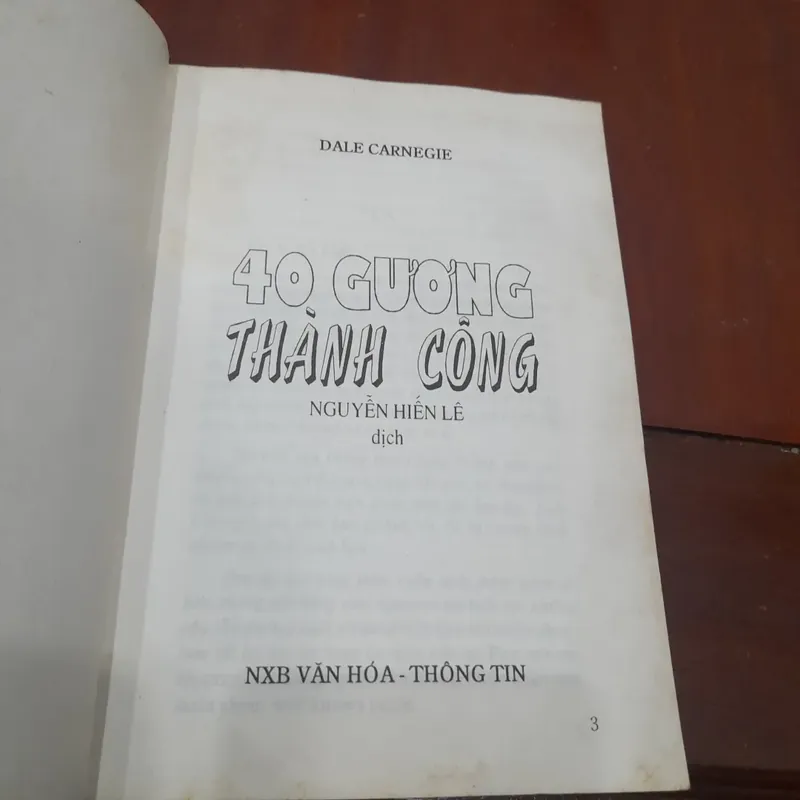 DALE CARNEGIE
40 GƯƠNG
THÀNH CÔNG
NGUYỄN HIẾN LÊ
dịch
NXB VĂN HÓA - THÔNG TIN
3